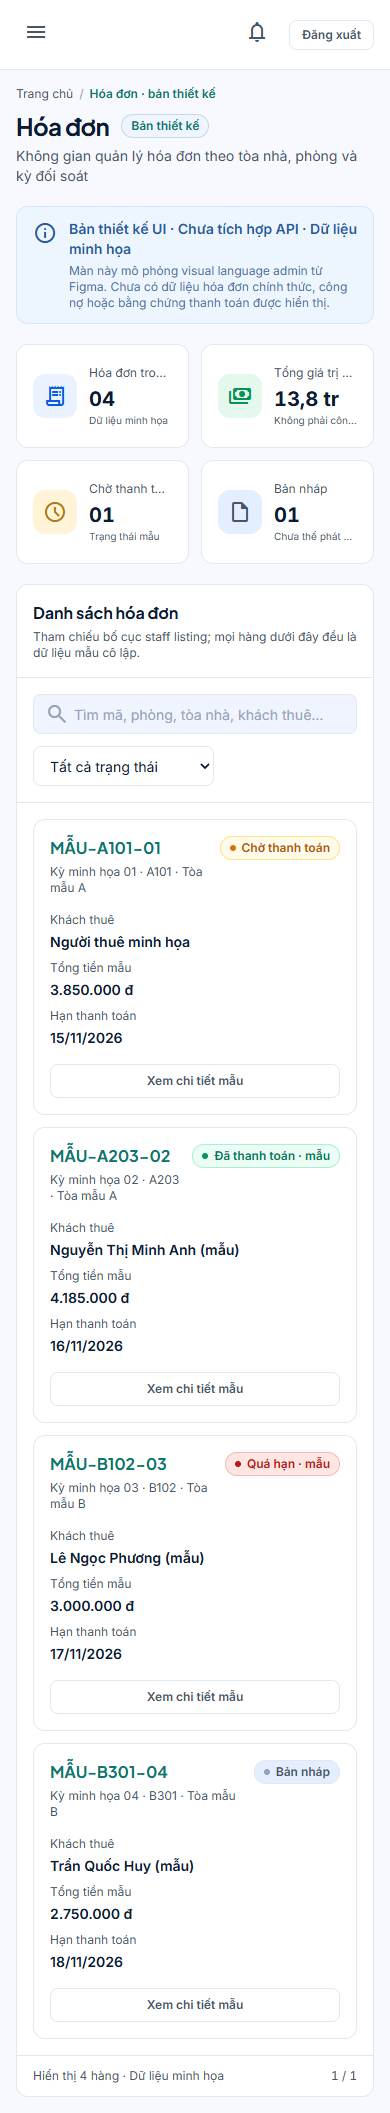 Đăng xuất
Trang chủ / Hóa đơn · bản thiết kế
Hóa đơn Bản thiết kế
Không gian quản lý hóa đơn theo tòa nhà, phòng và
kỳ đối soát
Bản thiết kế UI · Chưa tích hợp API · Dữ liệu
minh họa
Màn này mô phỏng visual language admin từ
Figma. Chưa có dữ liệu hóa đơn chính thức, công
nợ hoặc bằng chứng thanh toán được hiển thị.
Hóa đơn tro...
04
Dữ liệu minh họa
Tổng giá trị ...
13,8 tr
Không phải côn...
Chờ thanh t...
01
Trạng thái mẫu
Bản nháp
01
Chưa thể phát ...
Danh sách hóa đơn
Tham chiếu bố cục staff listing; mọi hàng dưới đây đều là
dữ liệu mẫu cô lập.
Tìm mã, phòng, tòa nhà, khách thuê...
Tất cả trạng thái
MẪU-A101-01 Chờ thanh toán
Kỳ minh họa 01 · A101 · Tòa
mẫu A
Khách thuê
Người thuê minh họa
Tổng tiền mẫu
3.850.000 đ
Hạn thanh toán
15/11/2026
Xem chi tiết mẫu
MẪU-A203-02 Đã thanh toán · mẫu
Kỳ minh họa 02 · A203
· Tòa mẫu A
Khách thuê
Nguyễn Thị Minh Anh (mẫu)
Tổng tiền mẫu
4.185.000 đ
Hạn thanh toán
16/11/2026
Xem chi tiết mẫu
MẪU-B102-03 Quá hạn · mẫu
Kỳ minh họa 03 · B102 · Tòa
mẫu B
Khách thuê
Lê Ngọc Phương (mẫu)
Tổng tiền mẫu
3.000.000 đ
Hạn thanh toán
17/11/2026
Xem chi tiết mẫu
MẪU-B301-04 Bản nháp
Kỳ minh họa 04 · B301 · Tòa mẫu
B
Khách thuê
Trần Quốc Huy (mẫu)
Tổng tiền mẫu
2.750.000 đ
Hạn thanh toán
18/11/2026
Xem chi tiết mẫu
Hiển thị 4 hàng · Dữ liệu minh họa 1 / 1